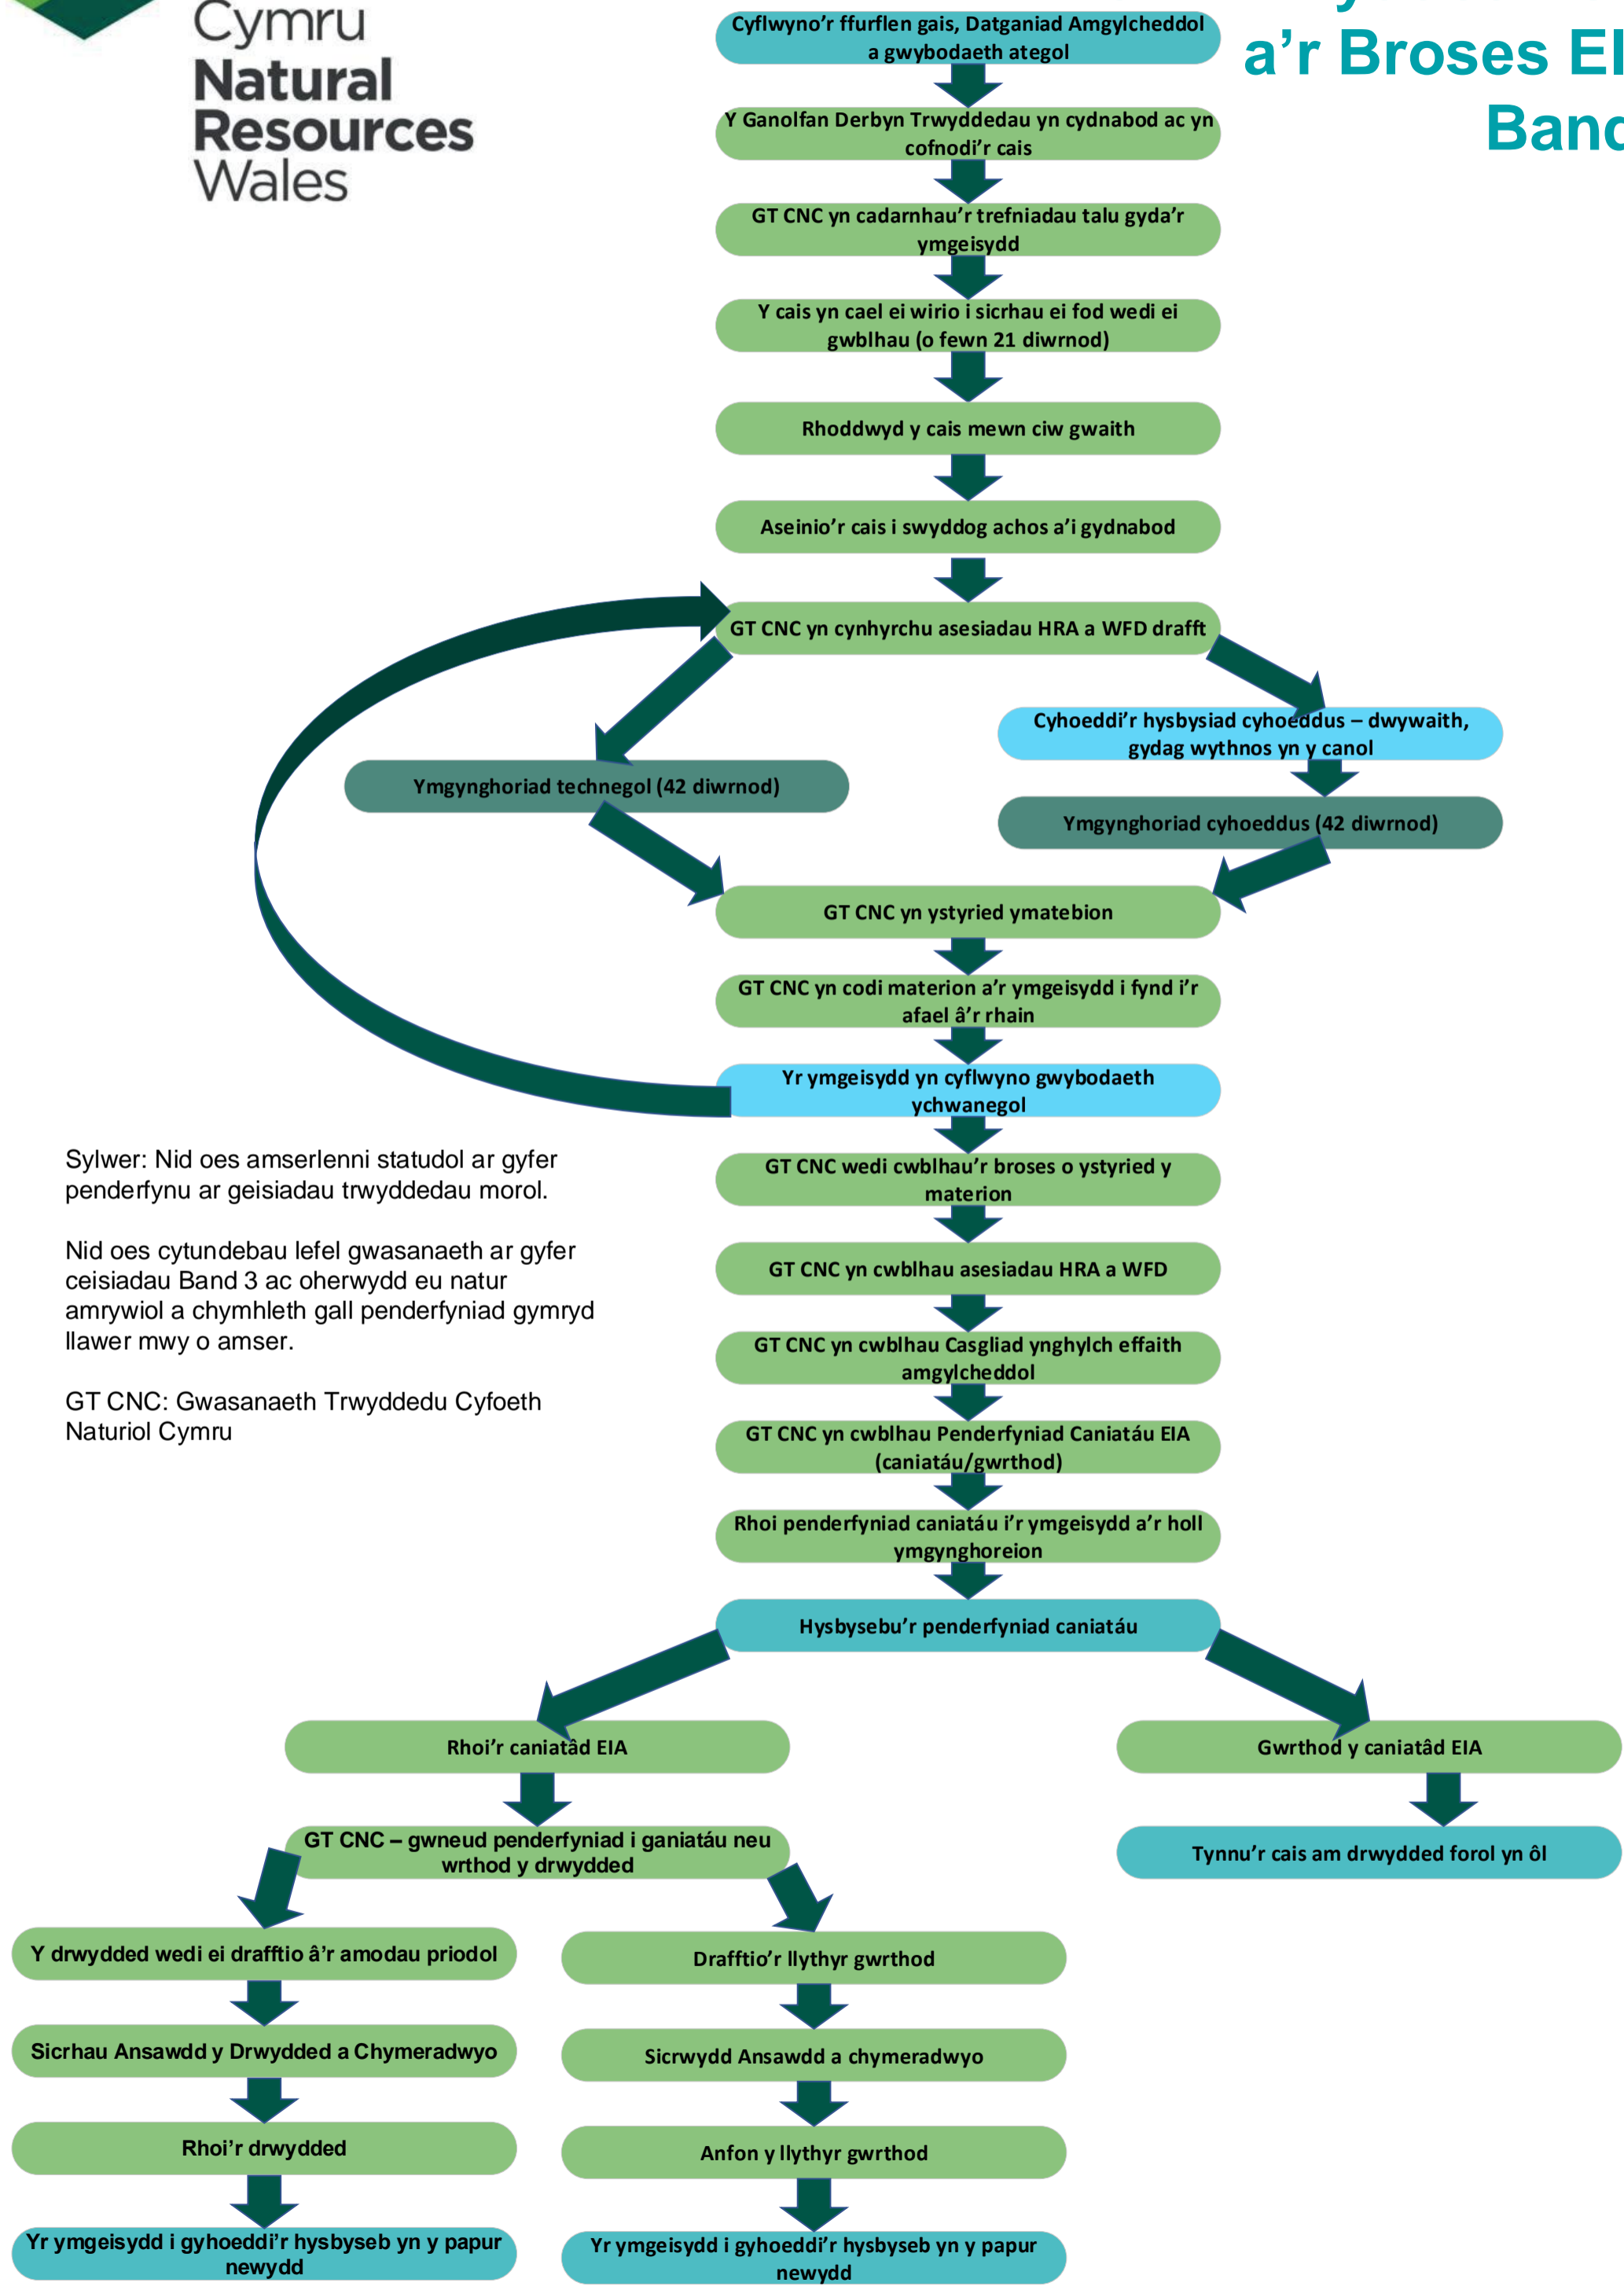 Cymru
Natural
Resources
Wales
a’r Broses
Cyflwyno’r ffurflen gais, Datganiad Amgylcheddol
a gwybodaeth ategol
Y Ganolfan Derbyn Trwyddedau yn cydnabod ac yn
cofnodi’r cais
GT CNC yn cadarnhau’r trefniadau talu gyda’r
ymgeisydd
Y cais yn cael ei wirio i sicrhau ei fod wedi ei
gwblhau (o fewn 21 diwrnod)
Rhoddwyd y cais mewn ciw gwaith
Aseinio’r cais i swyddog achos a’i gydnabod
GT CNC yn cynhyrchu asesiadau HRA a WFD drafft
Cyhoeddi’r hysbysiad cyhoeddus – dwywaith,
gydag wythnos yn y canol
Ymgynghoriad technegol (42 diwrnod)
Ymgynghoriad cyhoeddus (42 diwrnod)
GT CNC yn ystyried ymatebion
GT CNC yn codi materion a’r ymgeisydd i fynd i’r
afael â’r rhain
Yr ymgeisydd yn cyflwyno gwybodaeth
ychwanegol
GT CNC wedi cwblhau’r broses o ystyried y
materion
GT CNC yn cwblhau asesiadau HRA a WFD
GT CNC yn cwblhau Casgliad ynghylch effaith
amgylcheddol
GT CNC yn cwblhau Penderfyniad Caniatáu EIA
(caniatáu/gwrthod)
Rhoi penderfyniad caniatáu i’r ymgeisydd a’r holl
ymgynghoreion
Hysbysebu’r penderfyniad caniatáu
Sylwer: Nid oes amserlenni statudol ar gyfer
penderfynu ar geisiadau trwyddedau morol.
Nid oes cytundebau lefel gwasanaeth ar gyfer
ceisiadau Band 3 ac oherwydd eu natur
amrywiol a chymhleth gall penderfyniad gymryd
llawer mwy o amser.
GT CNC: Gwasanaeth Trwyddedu Cyfoeth
Naturiol Cymru
Rhoi’r caniatâd EIA
Gwrthod y caniatâd EIA
GT CNC – gwneud penderfyniad i ganiatáu neu
wrthod y drwydded
Tynnu’r cais am drwydded forol yn ôl
Y drwydded wedi ei drafftio â’r amodau priodol
Drafftio’r llythyr gwrthod
Sicrhau Ansawdd y Drwydded a Chymeradwyo
Sicrwydd Ansawdd a chymeradwyo
Rhoi’r drwydded
Anfon y llythyr gwrthod
Yr ymgeisydd i gyhoeddi’r hysbyseb yn y papur
newydd
Yr ymgeisydd i gyhoeddi’r hysbyseb yn y papur
newydd